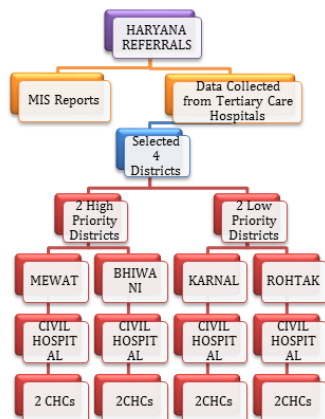 HARYANA
REFERRALS
MIS Reports
Data Collected
from Tertiary Care
Hospitals
Selected
4
Districts
2 High
Priority
Districts
2 Low
Priority
Districts
MEWAT
BHIWA
NI
KARNAL
ROHTAK
CIVIL
HOSPIT
AL
CIVIL
HOSPIT
AL
CIVIL
HOSPIT
AL
CIVIL
HOSPIT
AL
2 CHCs
2CHCs
2CHCs
2CHCs